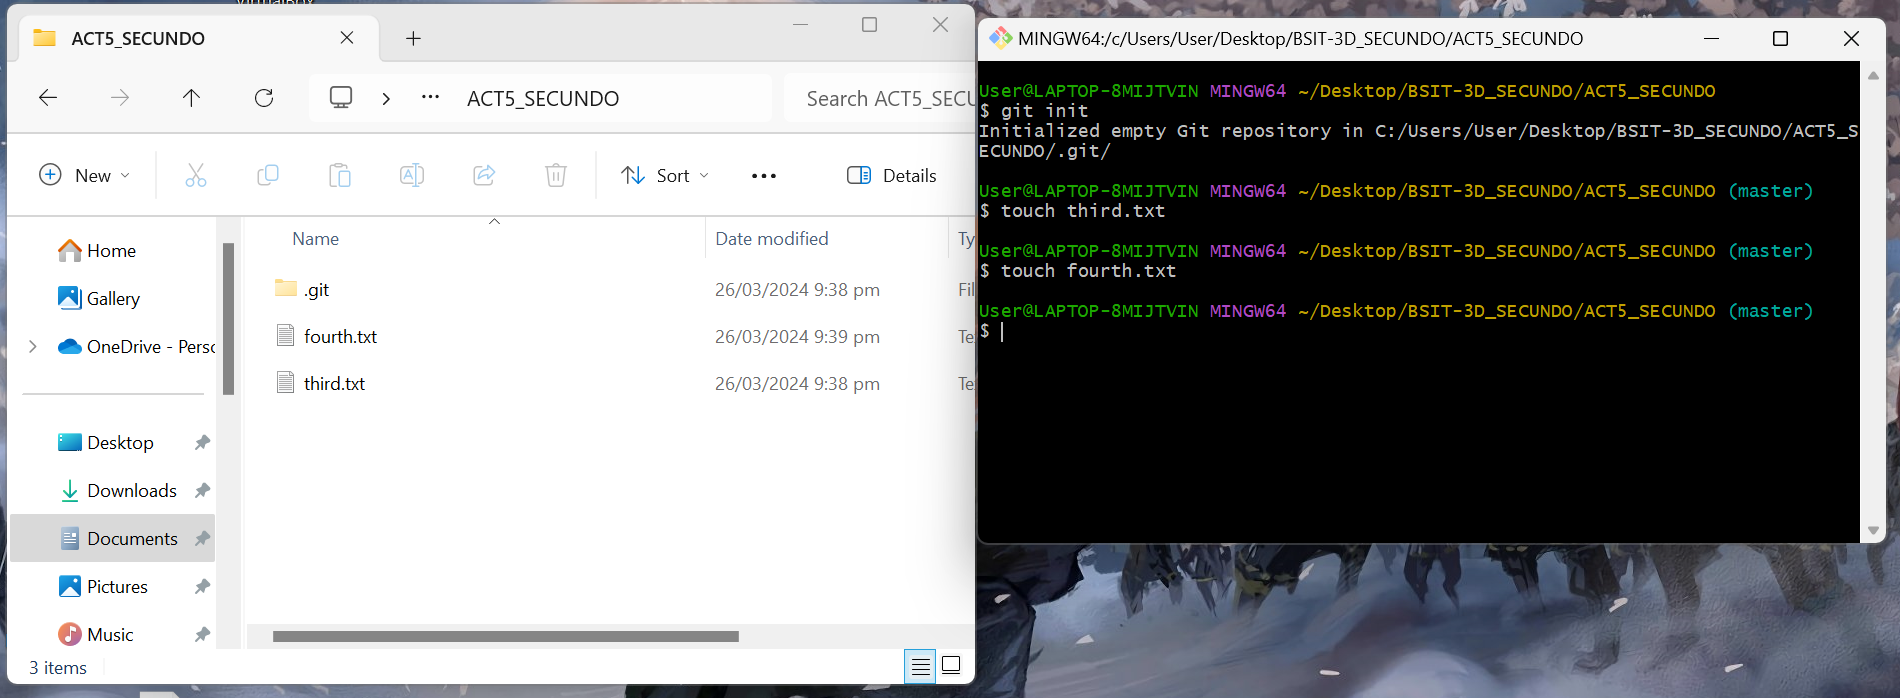 ACT5_SECUNDO
ACT5_SECUNDO
Search ACT5_SECU
New
Sort
Details
Home
Gallery
OneDrive - Perso
Desktop
Downloads
Documents
Pictures
Music
Name
Date modified
Ty
.git
26/03/2024 9:38 pm
Fil
fourth.txt
26/03/2024 9:39 pm
Te
third.txt
26/03/2024 9:38 pm
Te
3 items
MINGW64:/c/Users/User/Desktop/BSIT-3D_SECUNDO/ACT5_SECUNDO
User@LAPTOP-8MIJTVIN MINGW64 ~/Desktop/BSIT-3D_SECUNDO/ACT5_SECUNDO
$ git init
Initialized empty Git repository in C:/Users/User/Desktop/BSIT-3D_SECUNDO/ACT5_S
ECUNDO/.git/
User@LAPTOP-8MIJTVIN MINGW64 ~/Desktop/BSIT-3D_SECUNDO/ACT5_SECUNDO (master)
$ touch third.txt
User@LAPTOP-8MIJTVIN MINGW64 ~/Desktop/BSIT-3D_SECUNDO/ACT5_SECUNDO (master)
$ touch fourth.txt
User@LAPTOP-8MIJTVIN MINGW64 ~/Desktop/BSIT-3D_SECUNDO/ACT5_SECUNDO (master)
$